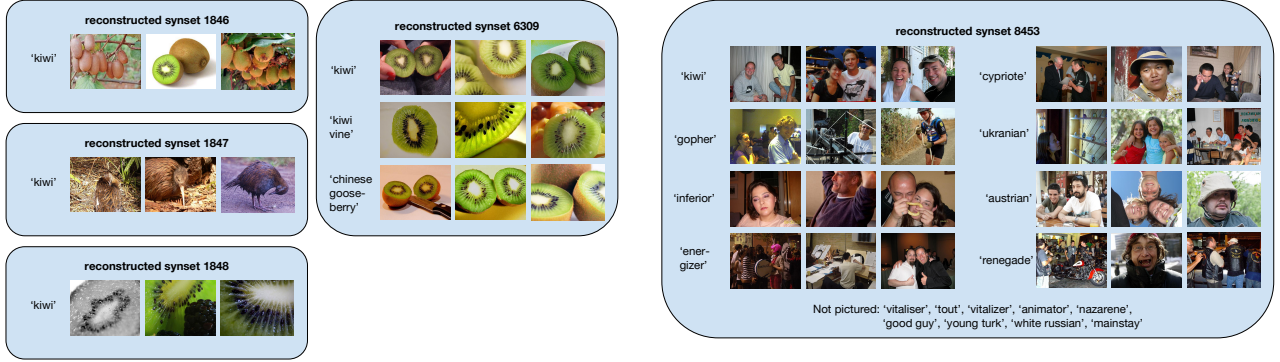 reconstructed synset 1846
‘kiwi’
reconstructed synset 1847
‘kiwi’
reconstructed synset 1848
‘kiwi’
reconstructed synset 6309
‘kiwi’
‘kiwi
vine’
‘chinese
goose-
berry’
reconstructed synset 8453
‘kiwi’
‘gopher’
‘inferior’
‘ener-
gizer’
‘cypriote’
‘ukranian’
‘austrian’
‘renegade’
Not pictured: ‘vitaliser’, ‘tout’, ‘vitalizer’, ‘animator’, ‘nazarene’,
‘good guy’, ‘young turk’, ‘white russian’, ‘mainstay’